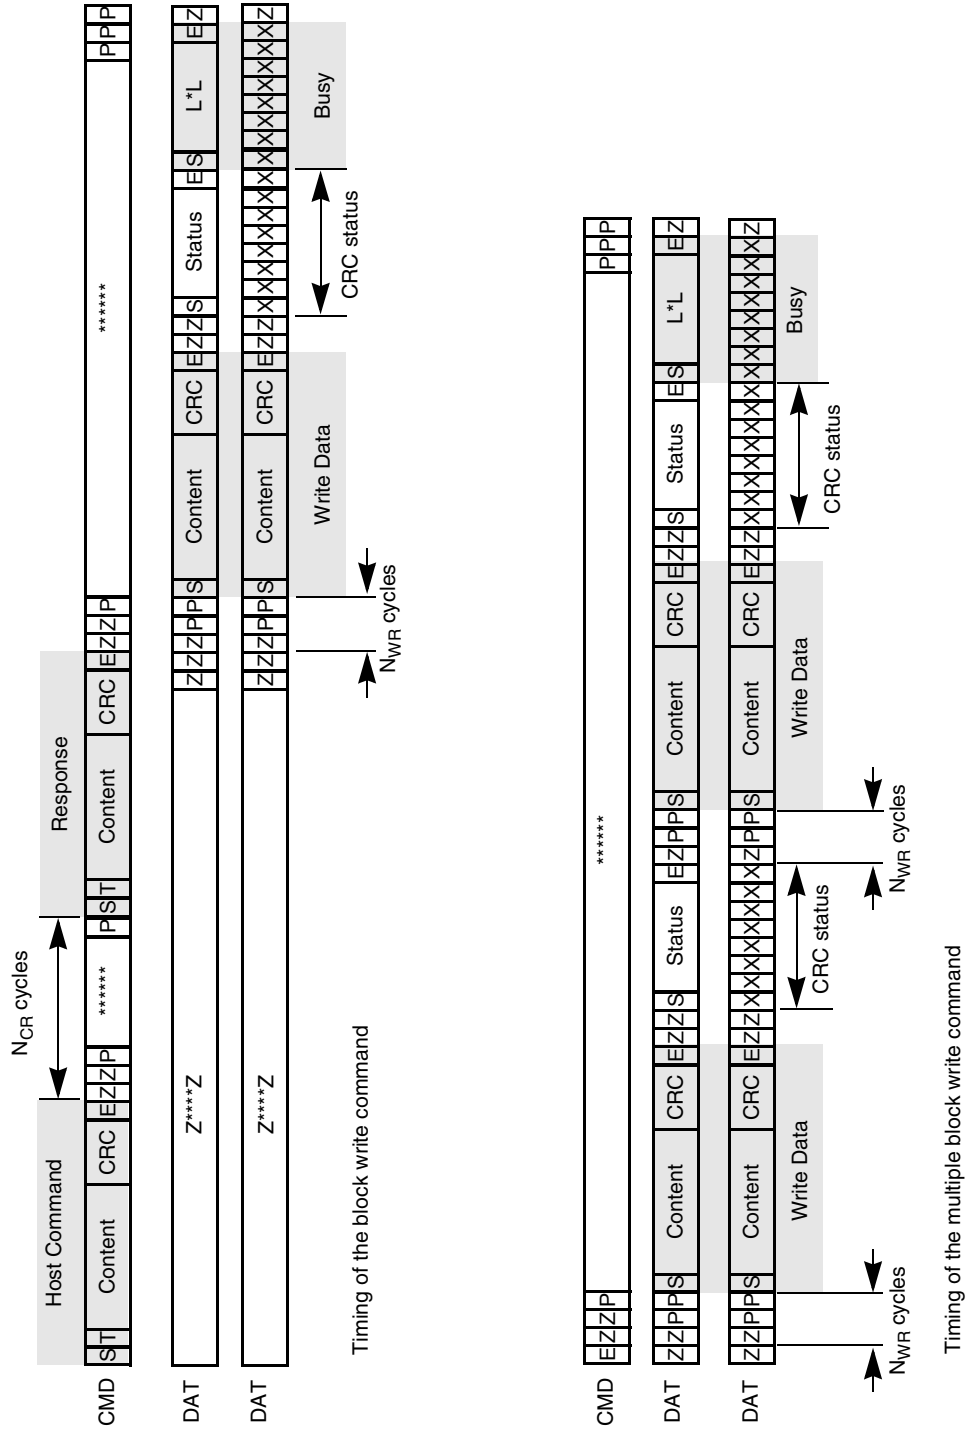 N_CR cycles
Host Command Response
CMD S T Content CRC E Z Z P ****** P S T Content CRC E Z Z P ****** P P P
DAT Z****Z Z Z Z P P S Content CRC E Z Z S Status E S L*L E Z
DAT Z****Z Z Z Z P P S Content CRC E Z Z X X X X X X X X X X X X X X X X Z
Write Data CRC status Busy
N_WR cycles
Timing of the block write command
CMD E Z Z P ****** P P P
DAT Z Z P P S Content CRC E Z Z S Status E Z P P S Content CRC E Z Z S Status E S L*L E Z
DAT Z Z P P S Content CRC E Z Z X X X X X X X X Z P P S Content CRC E Z Z X X X X X X X X X X X X X X X X Z
Write Data CRC status Write Data CRC status Busy
N_WR cycles N_WR cycles
Timing of the multiple block write command